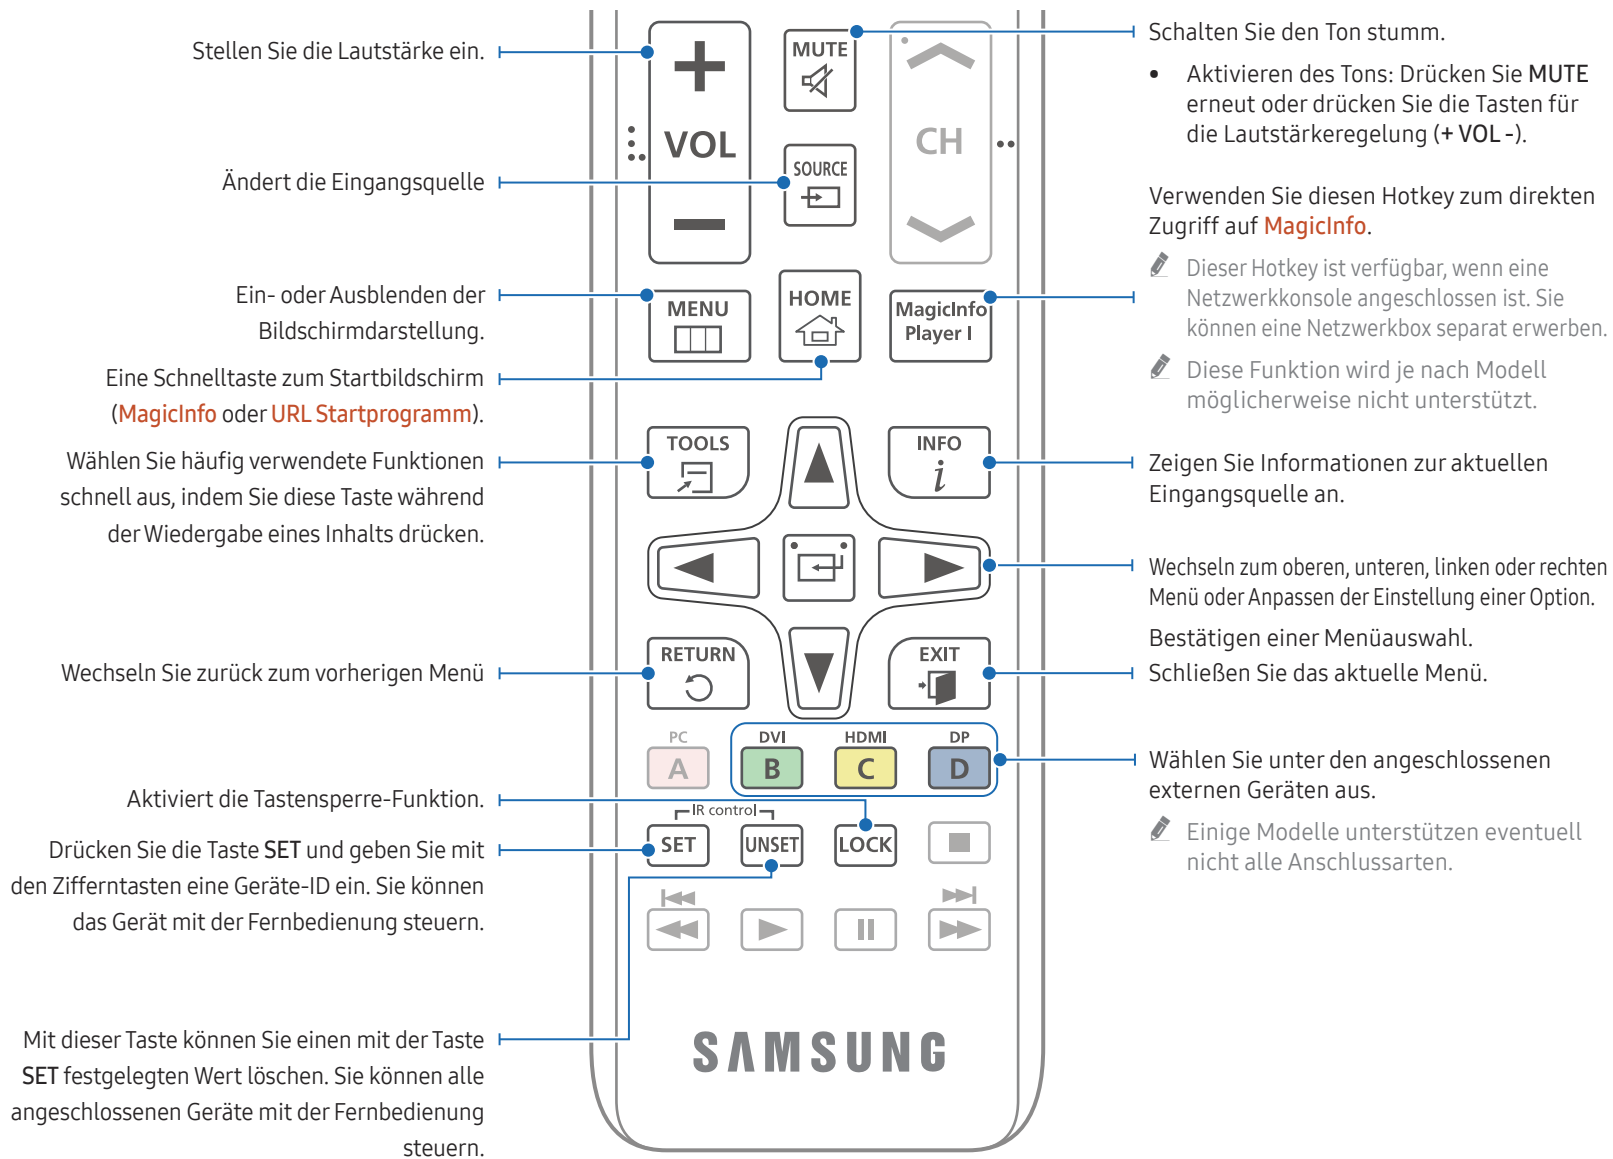 Stellen Sie die Lautstärke ein.
Ändert die Eingangsquelle
Ein- oder Ausblenden der
Bildschirmdarstellung.
Eine Schnelltaste zum Startbildschirm
(MagicInfo oder URL Startprogramm).
Wählen Sie häufig verwendete Funktionen
schnell aus, indem Sie diese Taste während
der Wiedergabe eines Inhalts drücken.
Wechseln Sie zurück zum vorherigen Menü
Aktiviert die Tastensperre-Funktion.
Drücken Sie die Taste SET und geben Sie mit
den Zifferntasten eine Geräte-ID ein. Sie können
das Gerät mit der Fernbedienung steuern.
Mit dieser Taste können Sie einen mit der Taste
SET festgelegten Wert löschen. Sie können alle
angeschlossenen Geräte mit der Fernbedienung
steuern.
+
VOL
−
MUTE
CH
SOURCE
MENU
HOME
MagicInfo
Player I
TOOLS
INFO
i
RETURN
EXIT
PC
DVI
HDMI
DP
A
B
C
D
IR control
SET
UNSET
LOCK
SAMSUNG
Schalten Sie den Ton stumm.
• Aktivieren des Tons: Drücken Sie MUTE
erneut oder drücken Sie die Tasten für
die Lautstärkeregelung (+ VOL -).
Verwenden Sie diesen Hotkey zum direkten
Zugriff auf MagicInfo.
Dieser Hotkey ist verfügbar, wenn eine
Netzwerkkonsole angeschlossen ist. Sie
können eine Netzwerkbox separat erwerben.
Diese Funktion wird je nach Modell
möglicherweise nicht unterstützt.
Zeigen Sie Informationen zur aktuellen
Eingangsquelle an.
Wechseln zum oberen, unteren, linken oder rechten
Menü oder Anpassen der Einstellung einer Option.
Bestätigen einer Menüauswahl.
Schließen Sie das aktuelle Menü.
Wählen Sie unter den angeschlossenen
externen Geräten aus.
Einige Modelle unterstützen eventuell
nicht alle Anschlussarten.